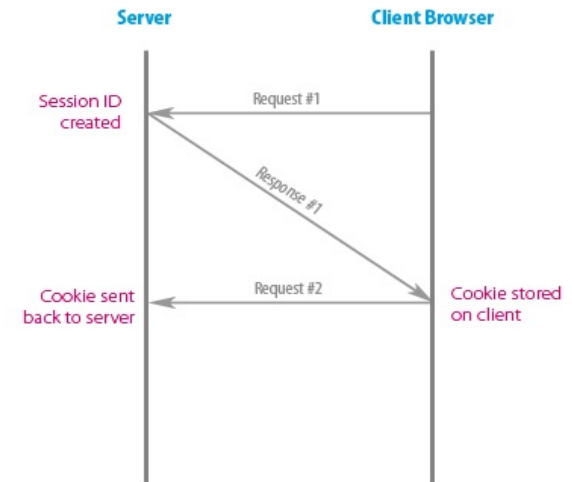 Server
Client Browser
Session ID
created
Request #1
Response #1
Cookie sent
back to server
Request #2
Cookie stored
on client